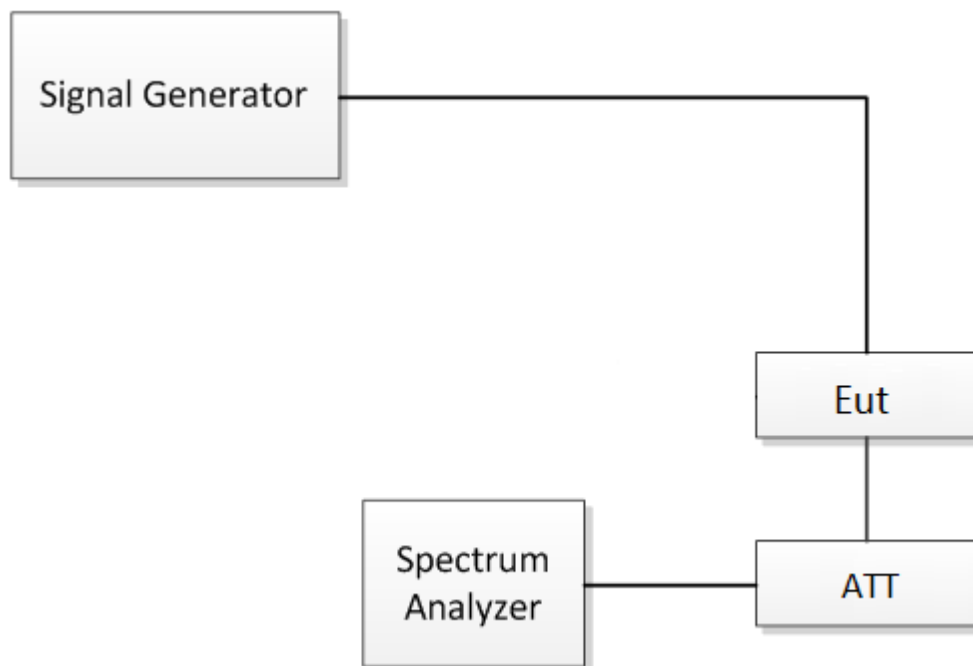 Signal Generator
Eut
Spectrum
Analyzer
ATT